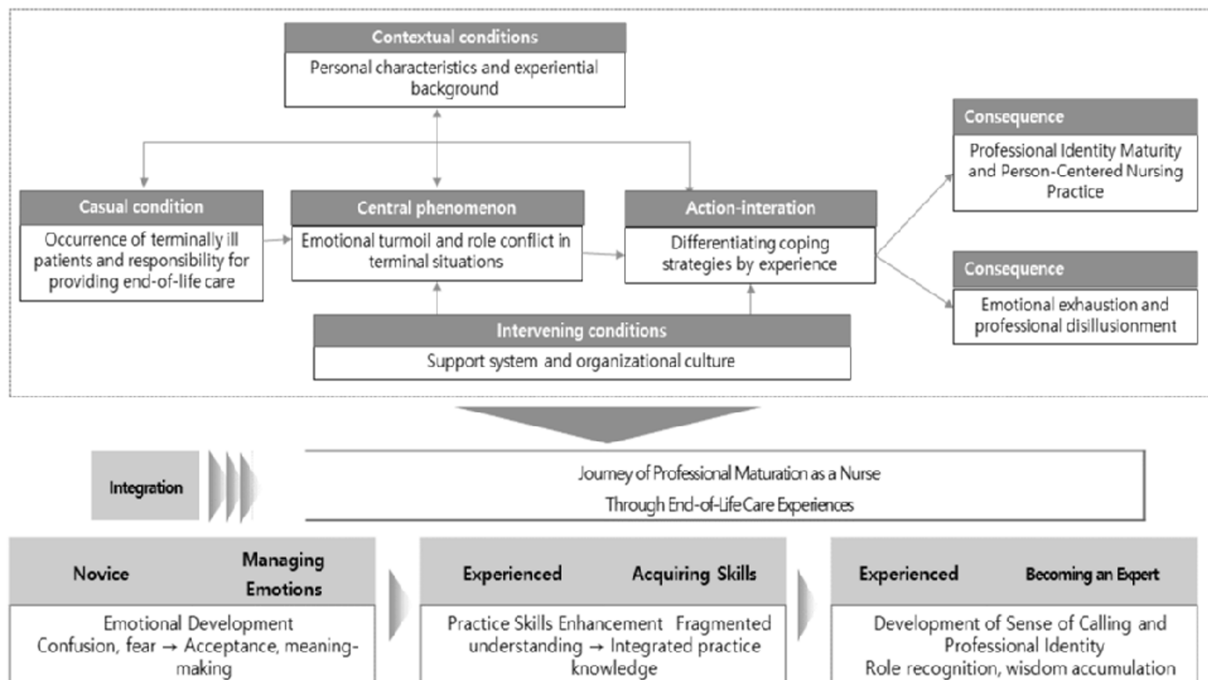 Contextual conditions
Personal characteristics and experiential
background
Casual condition
Occurrence of terminally ill
patients and responsibility for
providing end-of-life care
Central phenomenon
Emotional turmoil and role conflict in
terminal situations
Action-interation
Differentiating coping
strategies by experience
Consequence
Professional Identity Maturity
and Person-Centered Nursing
Practice
Consequence
Emotional exhaustion and
professional disillusionment
Intervening conditions
Support system and organizational culture
Integration
Journey of Professional Maturation as a Nurse
Through End-of-Life Care Experiences
Novice
Managing
Emotions
Emotional Development
Confusion, fear → Acceptance, meaning-
making
Experienced
Acquiring Skills
Practice Skills Enhancement Fragmented
understanding → Integrated practice
knowledge
Experienced
Becoming an Expert
Development of Sense of Calling and
Professional Identity
Role recognition, wisdom accumulation